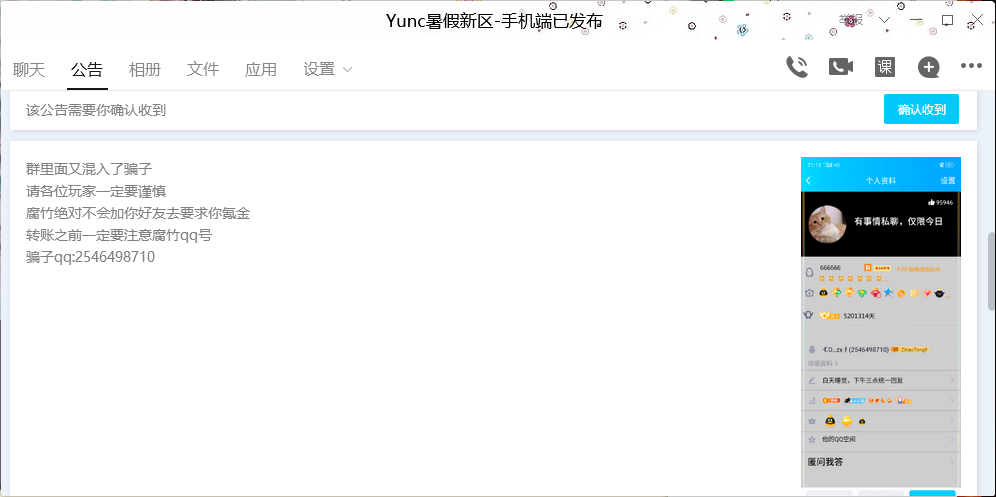 Yunc暑假新区-手机端已发布
举报
聊天
公告
相册
文件
应用
设置
课
该公告需要你确认收到
确认收到
群里面又混入了骗子
请各位玩家一定要谨慎
腐竹绝对不会加你好友去要求你氪金
转账之前一定要注意腐竹qq号
骗子qq:2546498710
个人资料
设置
95946
有事情私聊，仅限今日
666666
5201314天
(2546498710)
详细资料
白天睡觉，下午三点统一回复
他的QQ空间
匿问我答